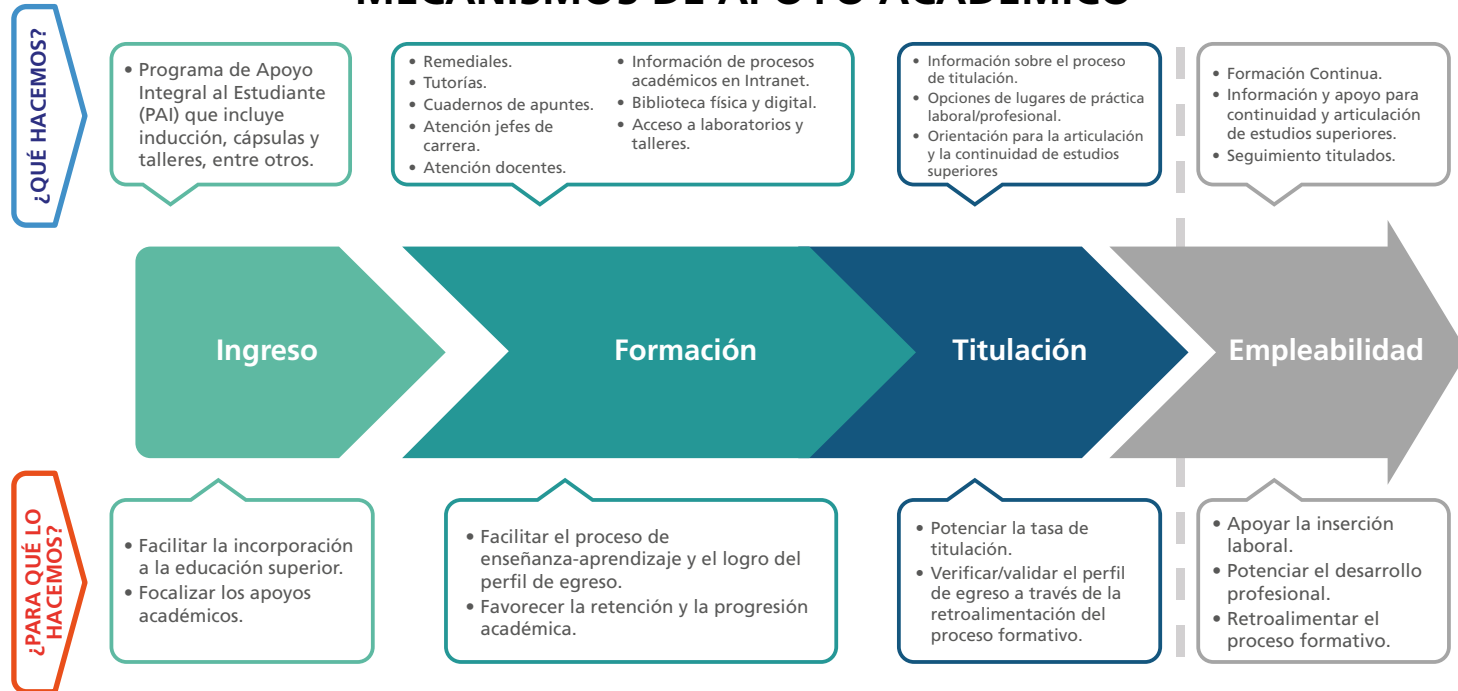 MECANISMOS DE APOYO ACADÉMICO
¿QUÉ HACEMOS?
• Programa de Apoyo
Integral al Estudiante
(PAI) que incluye
inducción, cápsulas y
talleres, entre otros.
• Remediales.
• Tutorías.
• Cuadernos de apuntes.
• Atención jefes de
carrera.
• Atención docentes.
• Información de procesos
académicos en Intranet.
• Biblioteca física y digital.
• Acceso a laboratorios y
talleres.
• Información sobre el proceso
de titulación.
• Opciones de lugares de práctica
laboral/profesional.
• Orientación para la articulación
y la continuidad de estudios
superiores
• Formación Continua.
• Información y apoyo para
continuidad y articulación
de estudios superiores.
• Seguimiento titulados.
Ingreso
Formación
Titulación
Empleabilidad
¿PARA QUÉ LO
HACEMOS?
• Facilitar la incorporación
a la educación superior.
• Focalizar los apoyos
académicos.
• Facilitar el proceso de
enseñanza-aprendizaje y el logro del
perfil de egreso.
• Favorecer la retención y la progresión
académica.
• Potenciar la tasa de
titulación.
• Verificar/validar el perfil
de egreso a través de la
retroalimentación del
proceso formativo.
• Apoyar la inserción
laboral.
• Potenciar el desarrollo
profesional.
• Retroalimentar el
proceso formativo.